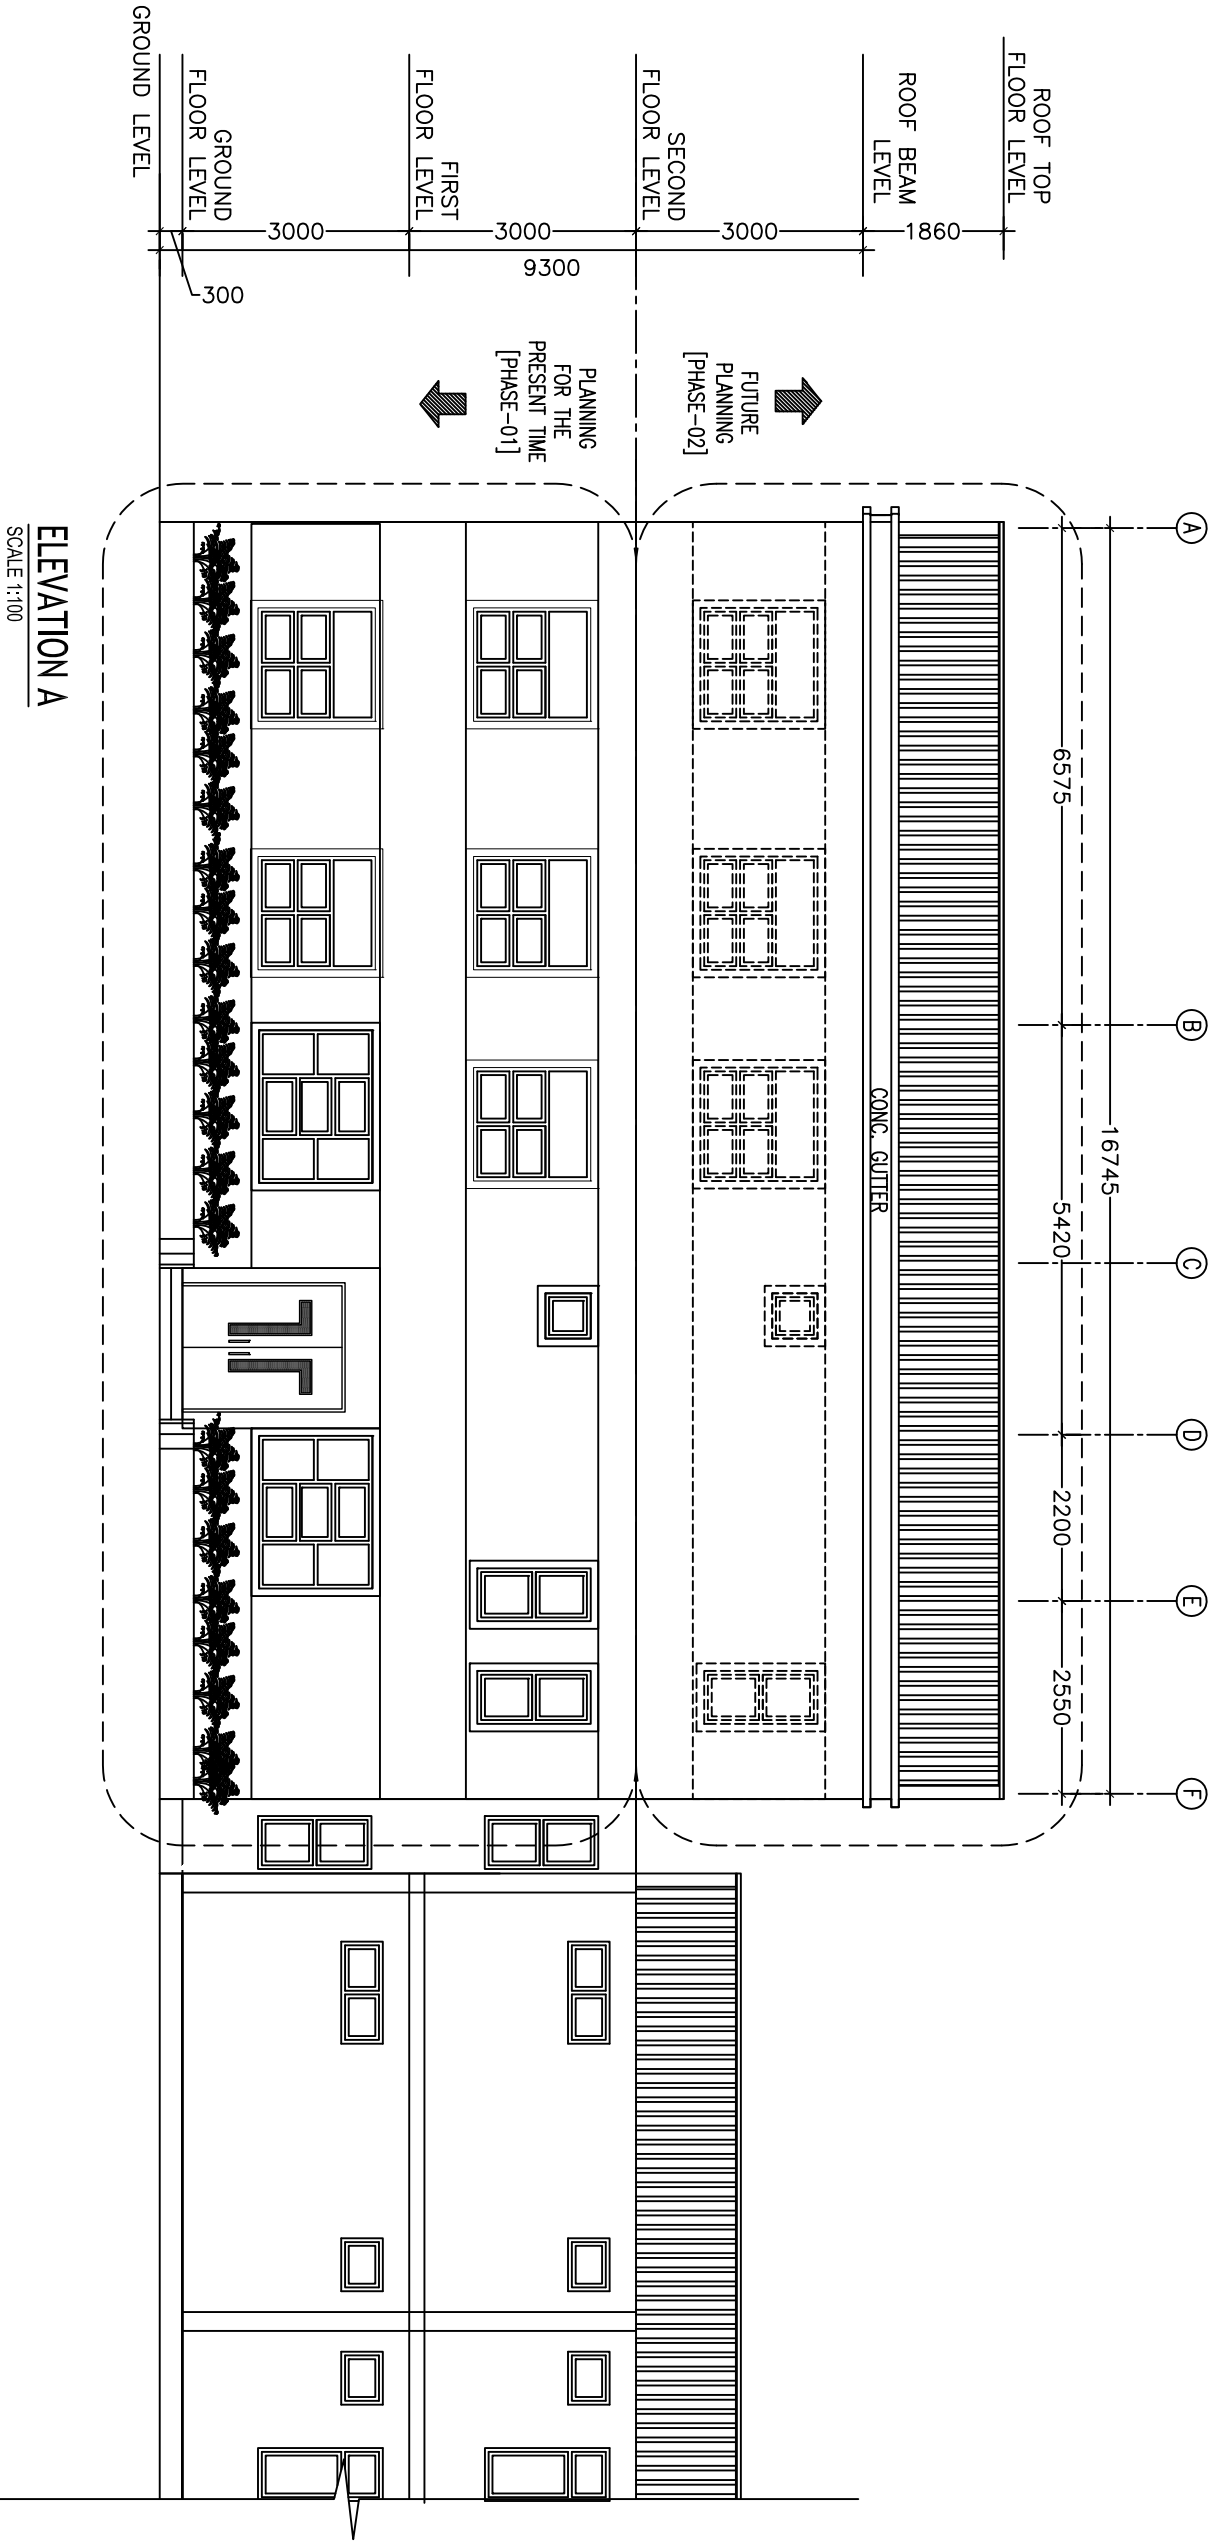 A
B
C
D
E
F
16745
6575
5420
2200
2550
ROOF TOP
FLOOR LEVEL
1860
ROOF BEAM
LEVEL
CONC. GUTTER
3000
FUTURE
PLANNING
[PHASE-02]
SECOND
FLOOR LEVEL
9300
3000
PLANNING
FOR THE
PRESENT TIME
[PHASE-01]
FIRST
FLOOR LEVEL
3000
GROUND
FLOOR LEVEL
300
GROUND LEVEL
ELEVATION A
SCALE 1:100